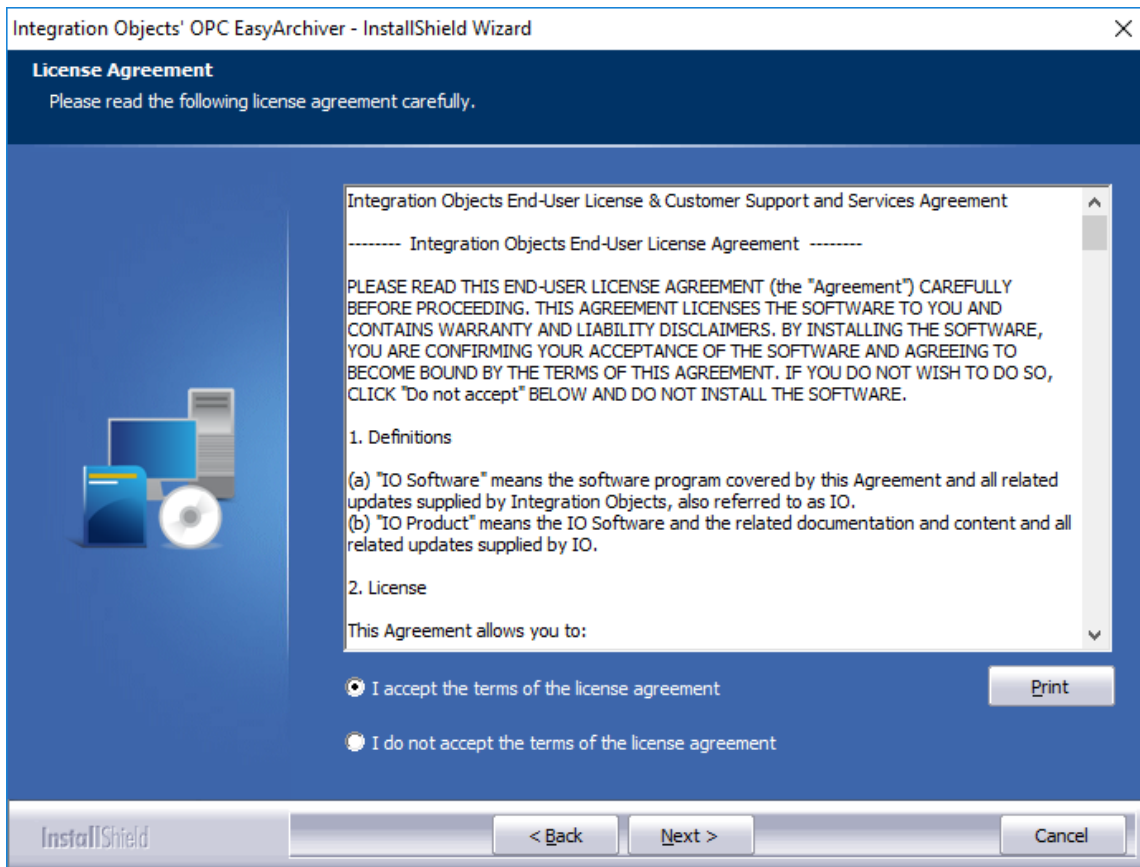 Integration Objects' OPC EasyArchiver - InstallShield Wizard
License Agreement
Please read the following license agreement carefully.
Integration Objects End-User License & Customer Support and Services Agreement
-------- Integration Objects End-User License Agreement --------
PLEASE READ THIS END-USER LICENSE AGREEMENT (the "Agreement") CAREFULLY
BEFORE PROCEEDING. THIS AGREEMENT LICENSES THE SOFTWARE TO YOU AND
CONTAINS WARRANTY AND LIABILITY DISCLAIMERS. BY INSTALLING THE SOFTWARE,
YOU ARE CONFIRMING YOUR ACCEPTANCE OF THE SOFTWARE AND AGREEING TO
BECOME BOUND BY THE TERMS OF THIS AGREEMENT. IF YOU DO NOT WISH TO DO SO,
CLICK "Do not accept" BELOW AND DO NOT INSTALL THE SOFTWARE.
1. Definitions
(a) "IO Software" means the software program covered by this Agreement and all related
updates supplied by Integration Objects, also referred to as IO.
(b) "IO Product" means the IO Software and the related documentation and content and all
related updates supplied by IO.
2. License
This Agreement allows you to:
I accept the terms of the license agreement
Print
I do not accept the terms of the license agreement
InstallShield
< Back
Next >
Cancel